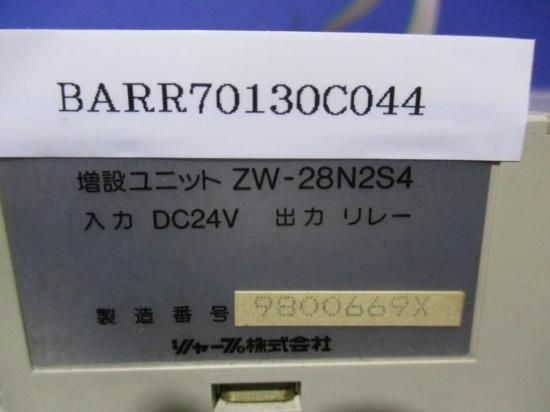 BARR70130C044
増設ユニット ZW-28N2S4
入力 DC24V 出力 リレー
製造番号 9800669X
シャープ株式会社